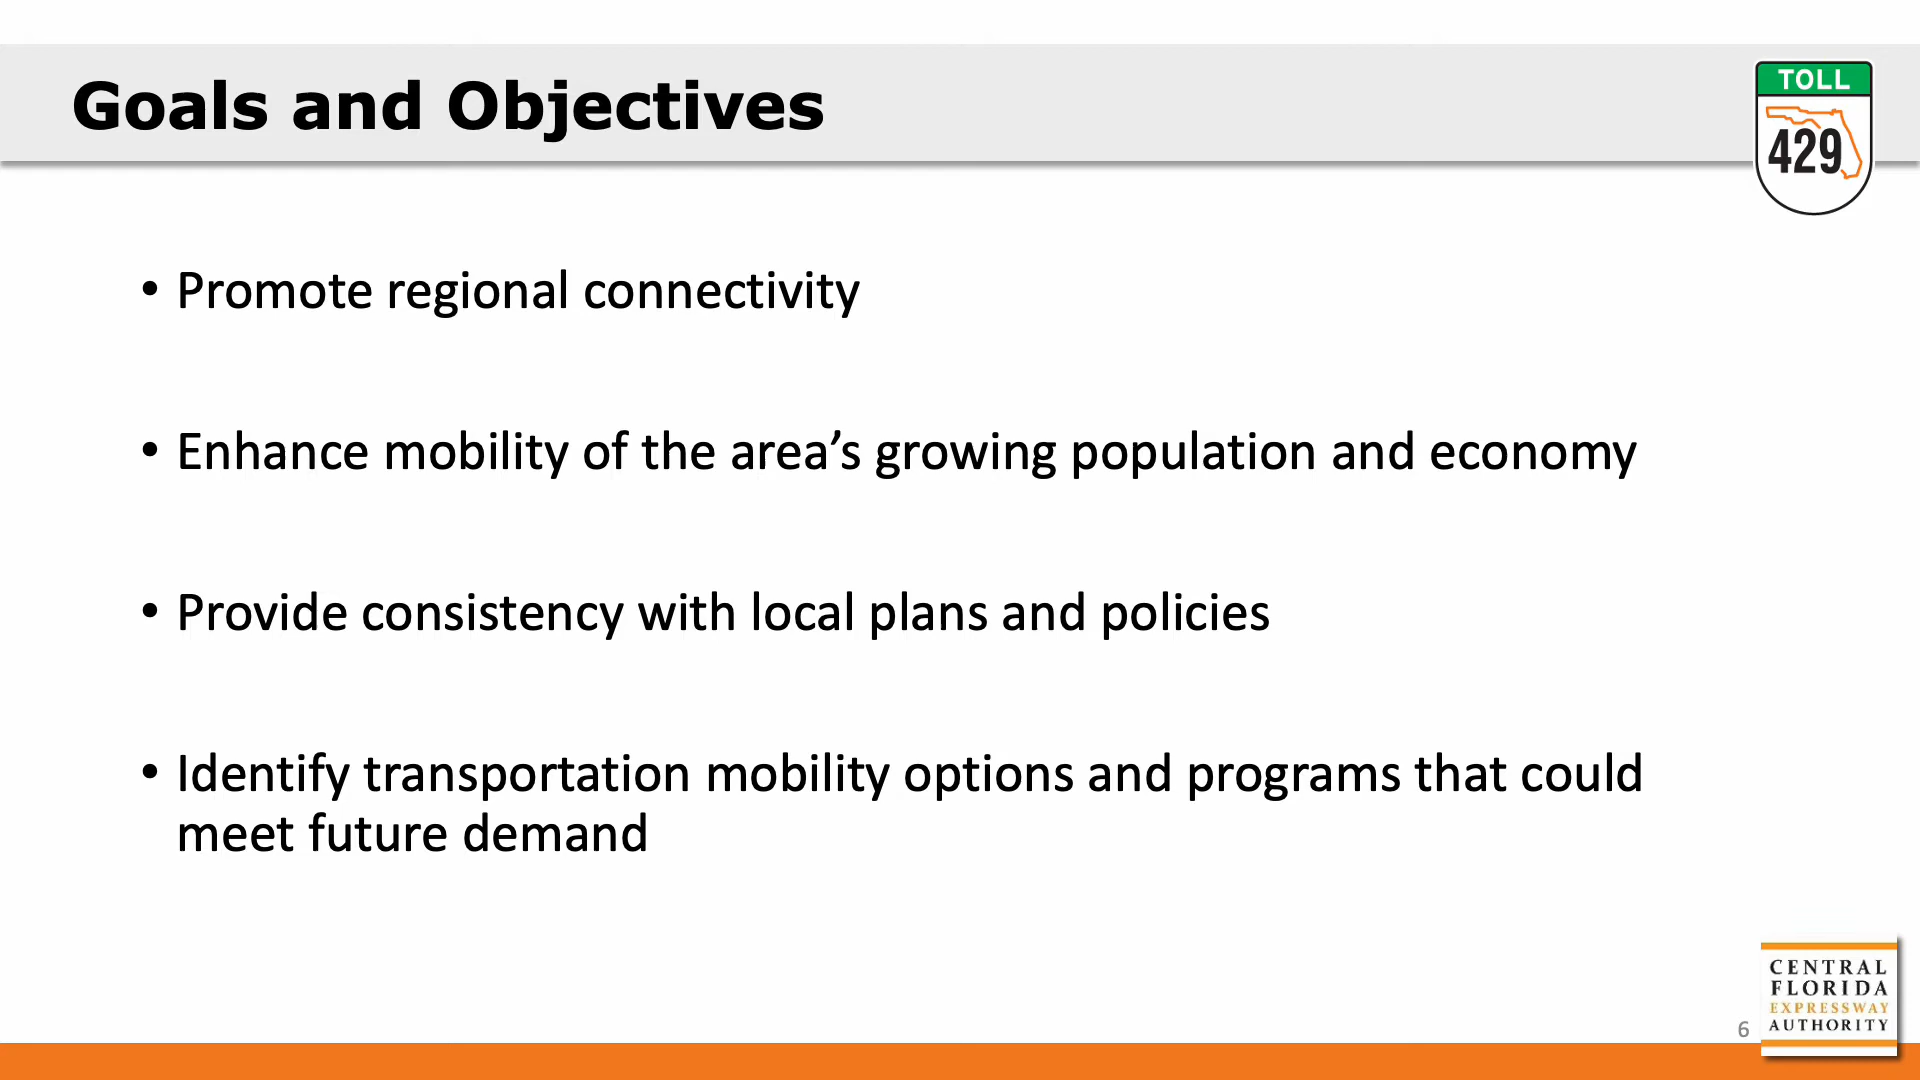 Goals and Objectives
TOLL
429
• Promote regional connectivity
• Enhance mobility of the area’s growing population and economy
• Provide consistency with local plans and policies
• Identify transportation mobility options and programs that could
meet future demand
CENTRAL
FLORIDA
EXPRESSWAY
AUTHORITY
6